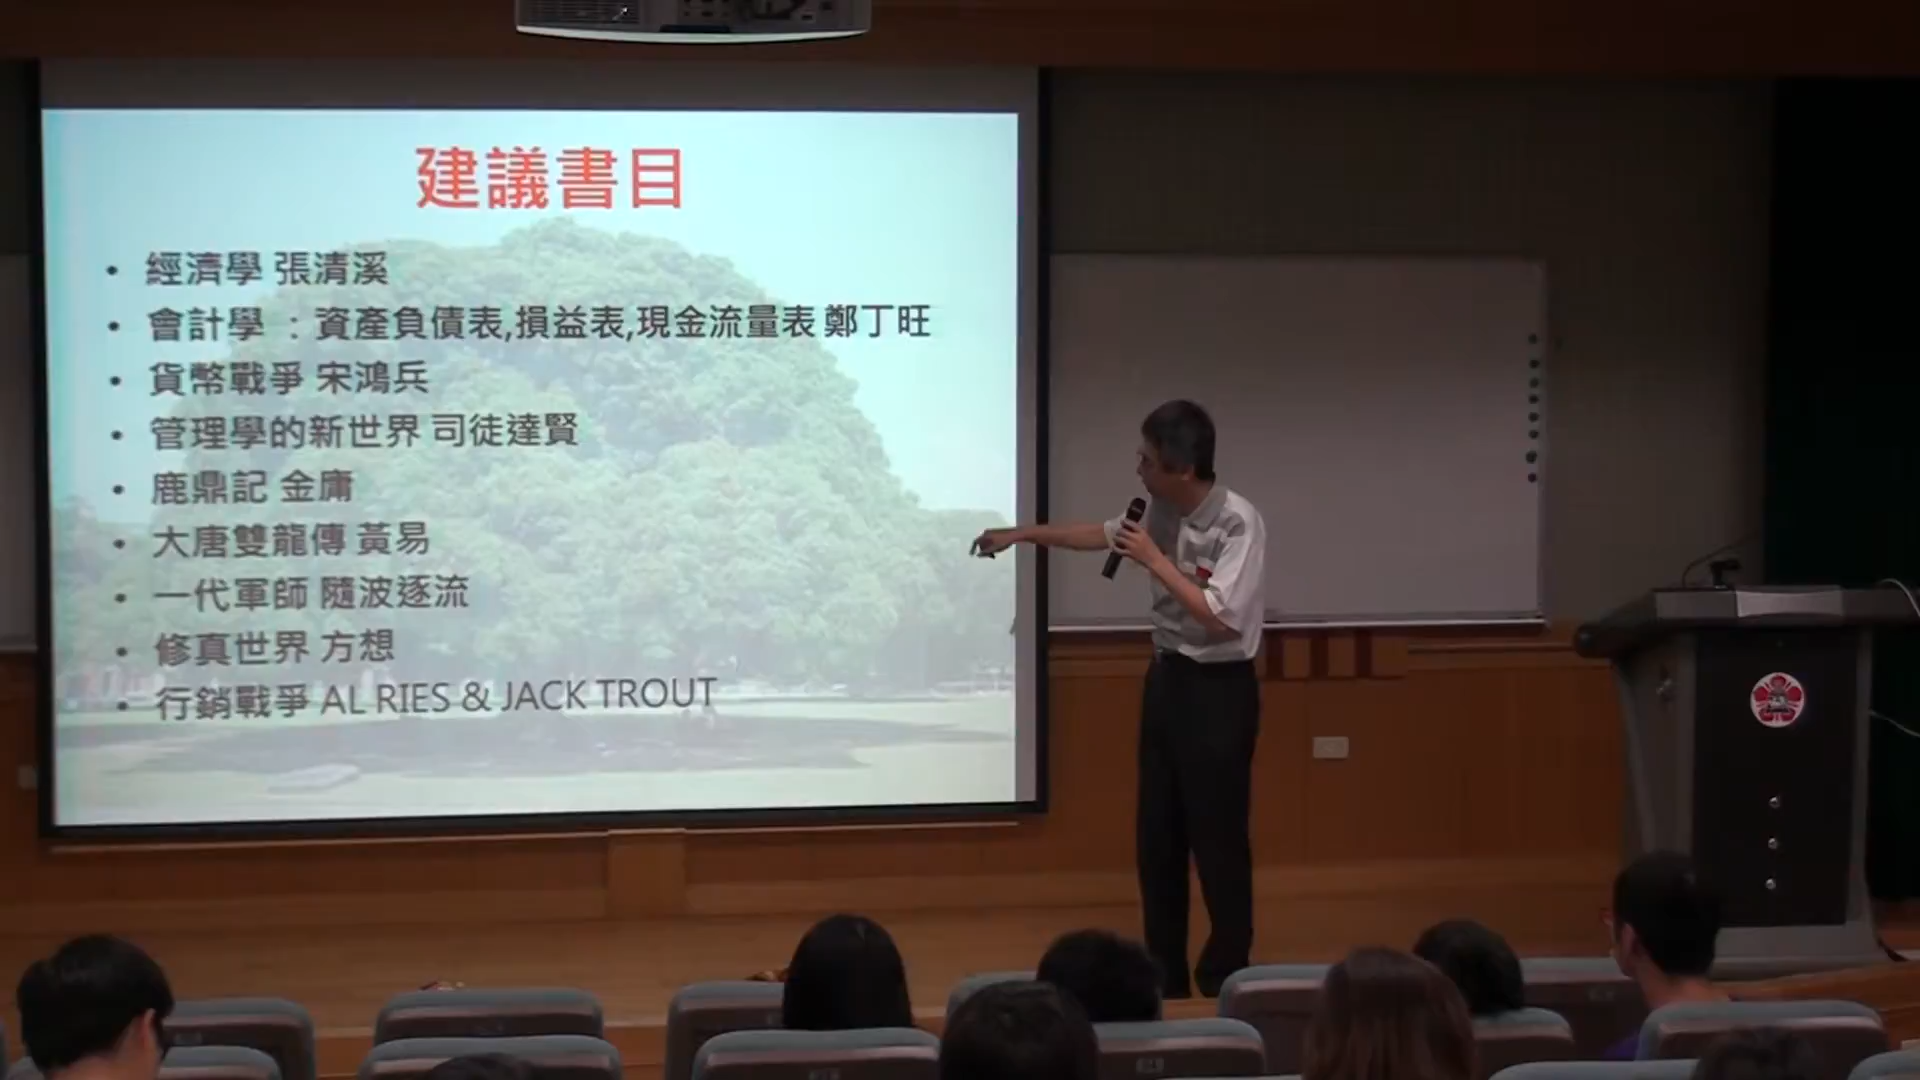 建議書目
• 經濟學 張清溪
• 會計學 ：資產負債表,損益表,現金流量表 鄭丁旺
• 貨幣戰爭 宋鴻兵
• 管理學的新世界 司徒達賢
• 鹿鼎記 金庸
• 大唐雙龍傳 黃易
• 一代軍師 隨波逐流
• 修真世界 方想
• 行銷戰爭 AL RIES & JACK TROUT